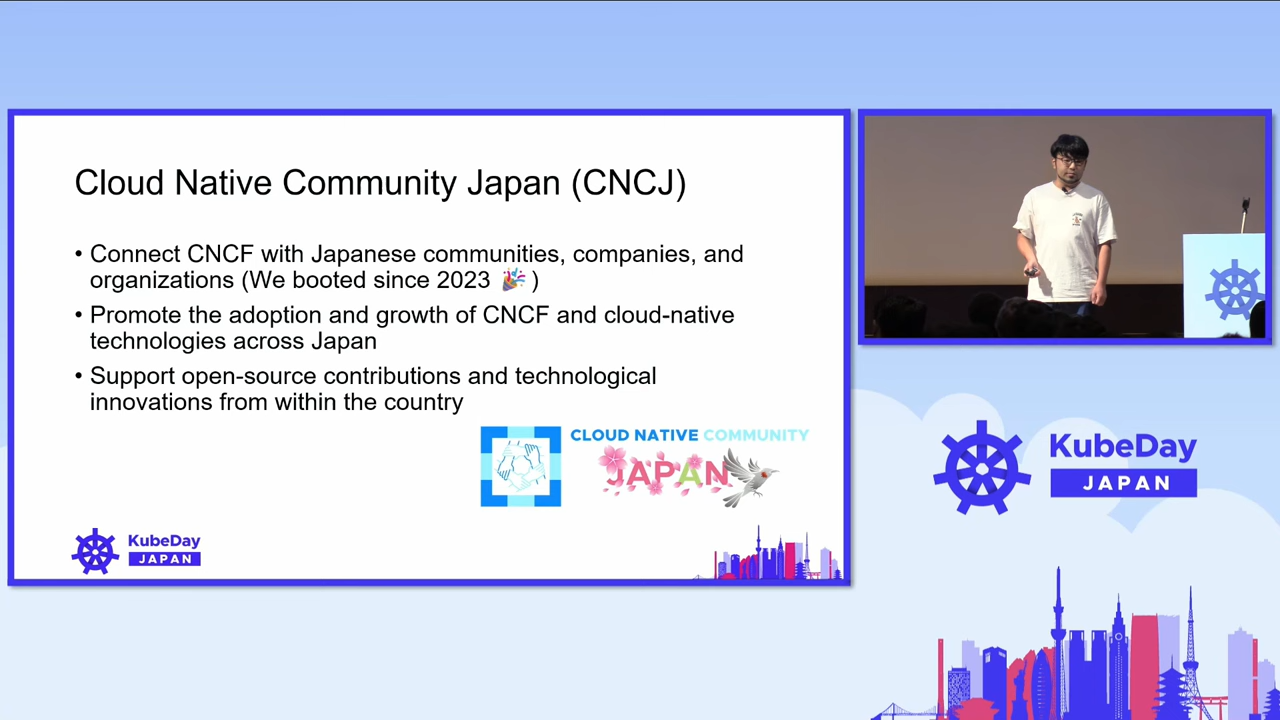 Cloud Native Community Japan (CNCJ)
• Connect CNCF with Japanese communities, companies, and
organizations (We booted since 2023 🎉 )
• Promote the adoption and growth of CNCF and cloud-native
technologies across Japan
• Support open-source contributions and technological
innovations from within the country
CLOUD NATIVE COMMUNITY
JAPAN
KubeDay
JAPAN
KubeDay
JAPAN